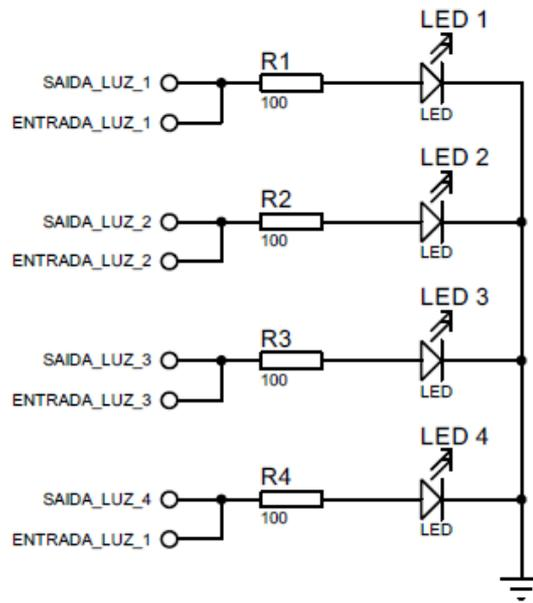 LED 1
R1
SAIDA_LUZ_1
100
LED
ENTRADA_LUZ_1
LED 2
R2
SAIDA_LUZ_2
100
LED
ENTRADA_LUZ_2
LED 3
R3
SAIDA_LUZ_3
100
LED
ENTRADA_LUZ_3
LED 4
R4
SAIDA_LUZ_4
100
LED
ENTRADA_LUZ_1